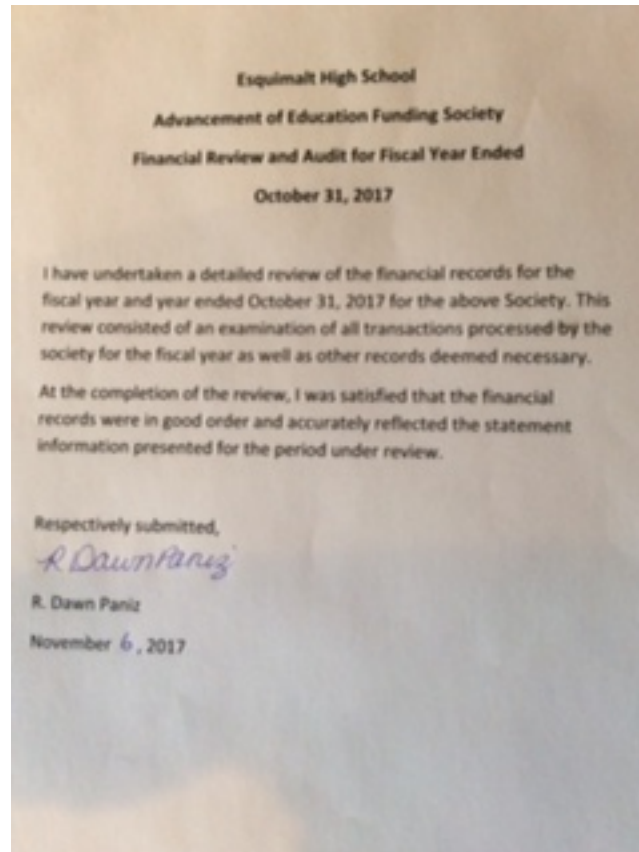 Esquimalt High School
Advancement of Education Funding Society
Financial Review and Audit for Fiscal Year Ended
October 31, 2017
I have undertaken a detailed review of the financial records for the
fiscal year and year ended October 31, 2017 for the above Society. This
review consisted of an examination of all transactions processed by the
society for the fiscal year as well as other records deemed necessary.
At the completion of the review, I was satisfied that the financial
records were in good order and accurately reflected the statement
information presented for the period under review.
Respectively submitted,
R Dawn Paniz
R. Dawn Paniz
November 6, 2017